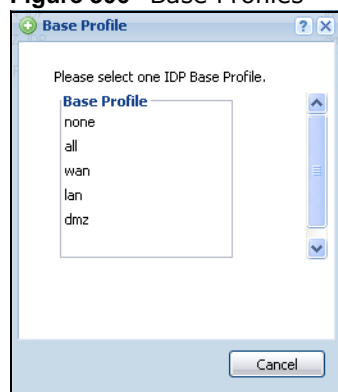 Figure Base Profiles
Base Profile
Please select one IDP Base Profile.
Base Profile
none
all
wan
lan
dmz
Cancel